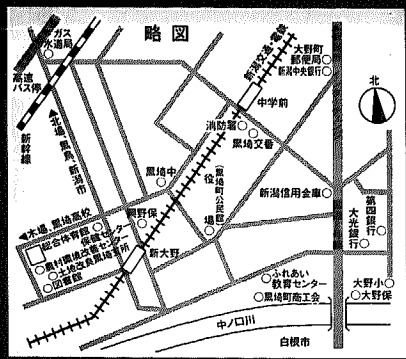 略図
ガス
水道局
高速
バス停
新幹線
北場、黒鳥、新潟市
新潟交通・電鉄
大野町
郵便局
新潟中央銀行
北
中学前
消防署
黒埼交番
黒埼中
役場
(黒埼町公民館)
新潟信用金庫
第四銀行
大光銀行
木場、黒埼高校
総合体育館
保健センター
農村環境改善センター
土地改良黒埼支所
図書館
新大野
ふれあい
教育センター
黒埼町商工会
大野小
大野保
中ノ口川
白根市